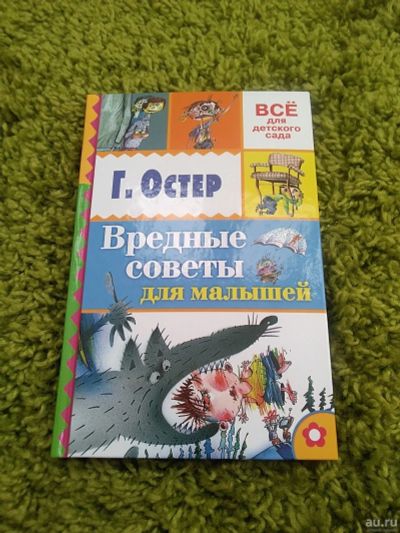 ВСЁ
для
детского
сада
Г. Остер
Вредные
советы
для малышей
au.ru